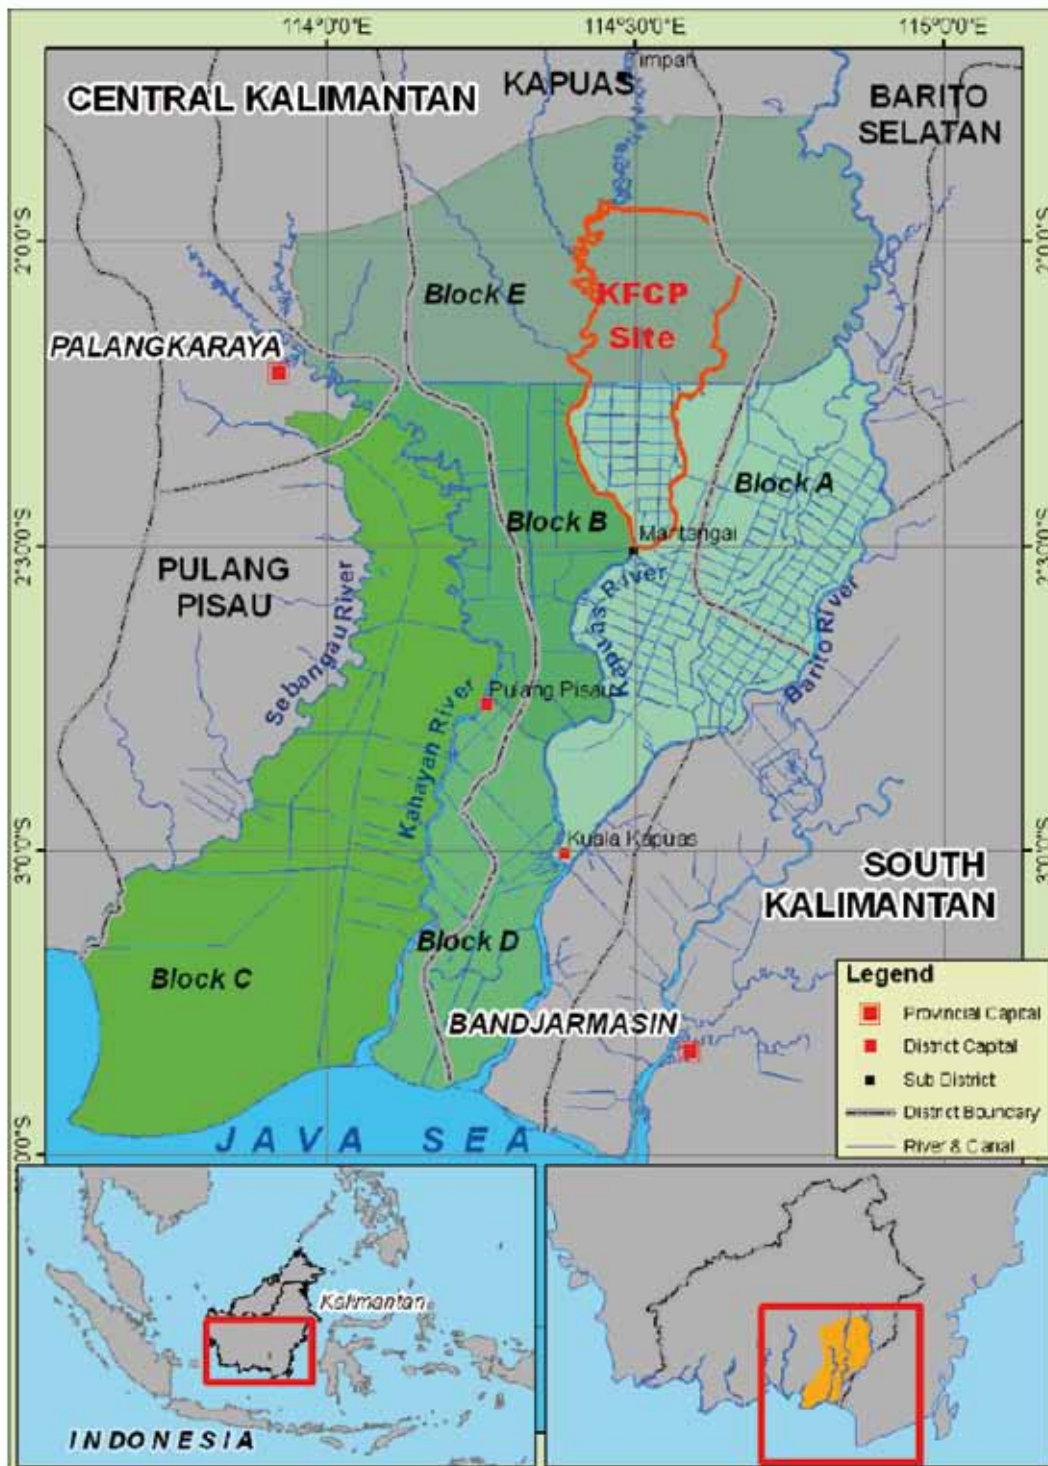 114°0'0"E
114°30'0"E
115°0'0"E
CENTRAL KALIMANTAN
KAPUAS
Timpah
BARITO
SELATAN
2°0'0"S
2°0'0"S
Block E
KFCP
Site
PALANGKARAYA
Block A
Block B
Mantangai
2°30'0"S
2°30'0"S
PULANG
PISAU
Kapuas River
Sebangau River
Barito River
Pulang Pisau
Kahayan River
Kuala Kapuas
3°0'0"S
3°0'0"S
SOUTH
KALIMANTAN
Block D
Block C
BANDJARMASIN
JAVA SEA
Legend
Provincial Capital
District Capital
Sub District
District Boundary
River & Canal
Kalimantan
INDONESIA